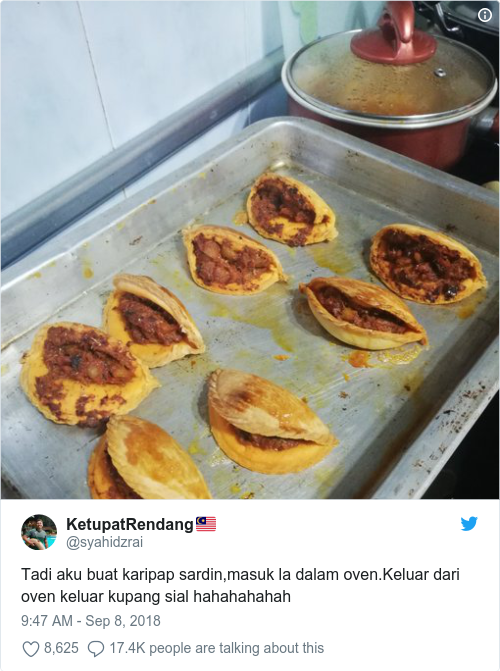 KetupatRendang🇲🇾
@syahidzrai
Tadi aku buat karipap sardin,masuk la dalam oven.Keluar dari
oven keluar kupang sial hahahahahah
9:47 AM - Sep 8, 2018
8,625 17.4K people are talking about this